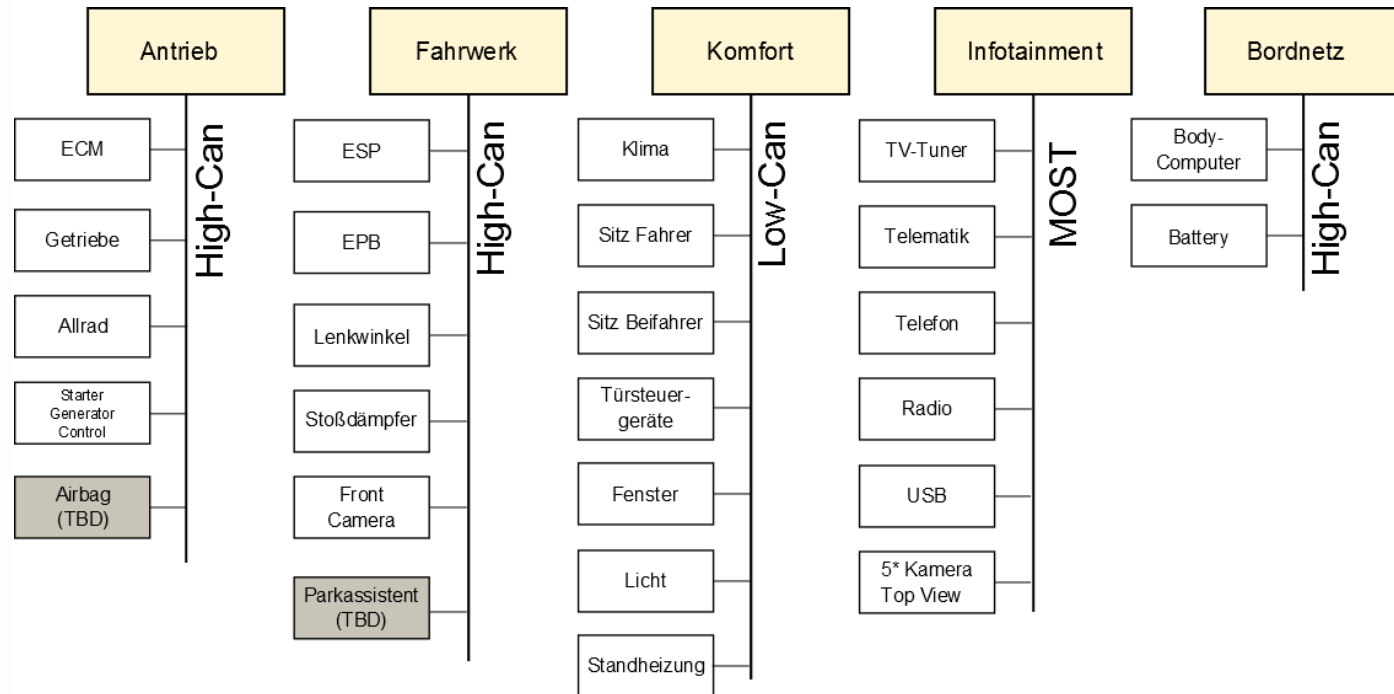 Antrieb
Fahrwerk
Komfort
Infotainment
Bordnetz
High-Can
ECM
Getriebe
Allrad
Starter
Generator
Control
Airbag
(TBD)
High-Can
ESP
EPB
Lenkwinkel
Stoßdämpfer
Front
Camera
Parkassistent
(TBD)
Low-Can
Klima
Sitz Fahrer
Sitz Beifahrer
Türsteuer-
geräte
Fenster
Licht
Standheizung
MOST
TV-Tuner
Telematik
Telefon
Radio
USB
5* Kamera
Top View
High-Can
Body-
Computer
Battery